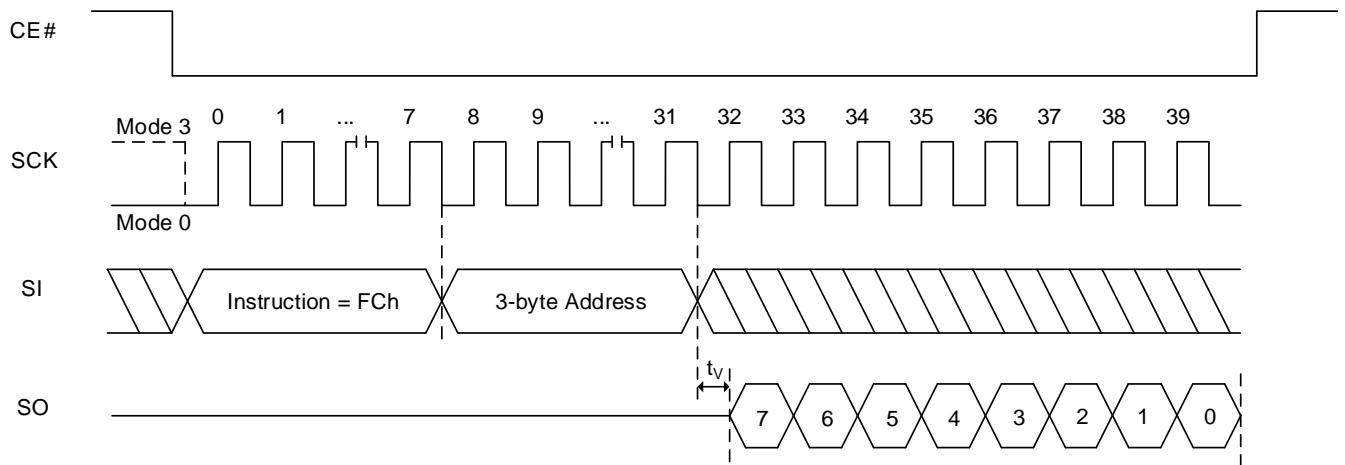 CE#
Mode 3 0 1 ... 7 8 9 ... 31 32 33 34 35 36 37 38 39
SCK
Mode 0
SI Instruction = FCh 3-byte Address
tV
SO 7 6 5 4 3 2 1 0